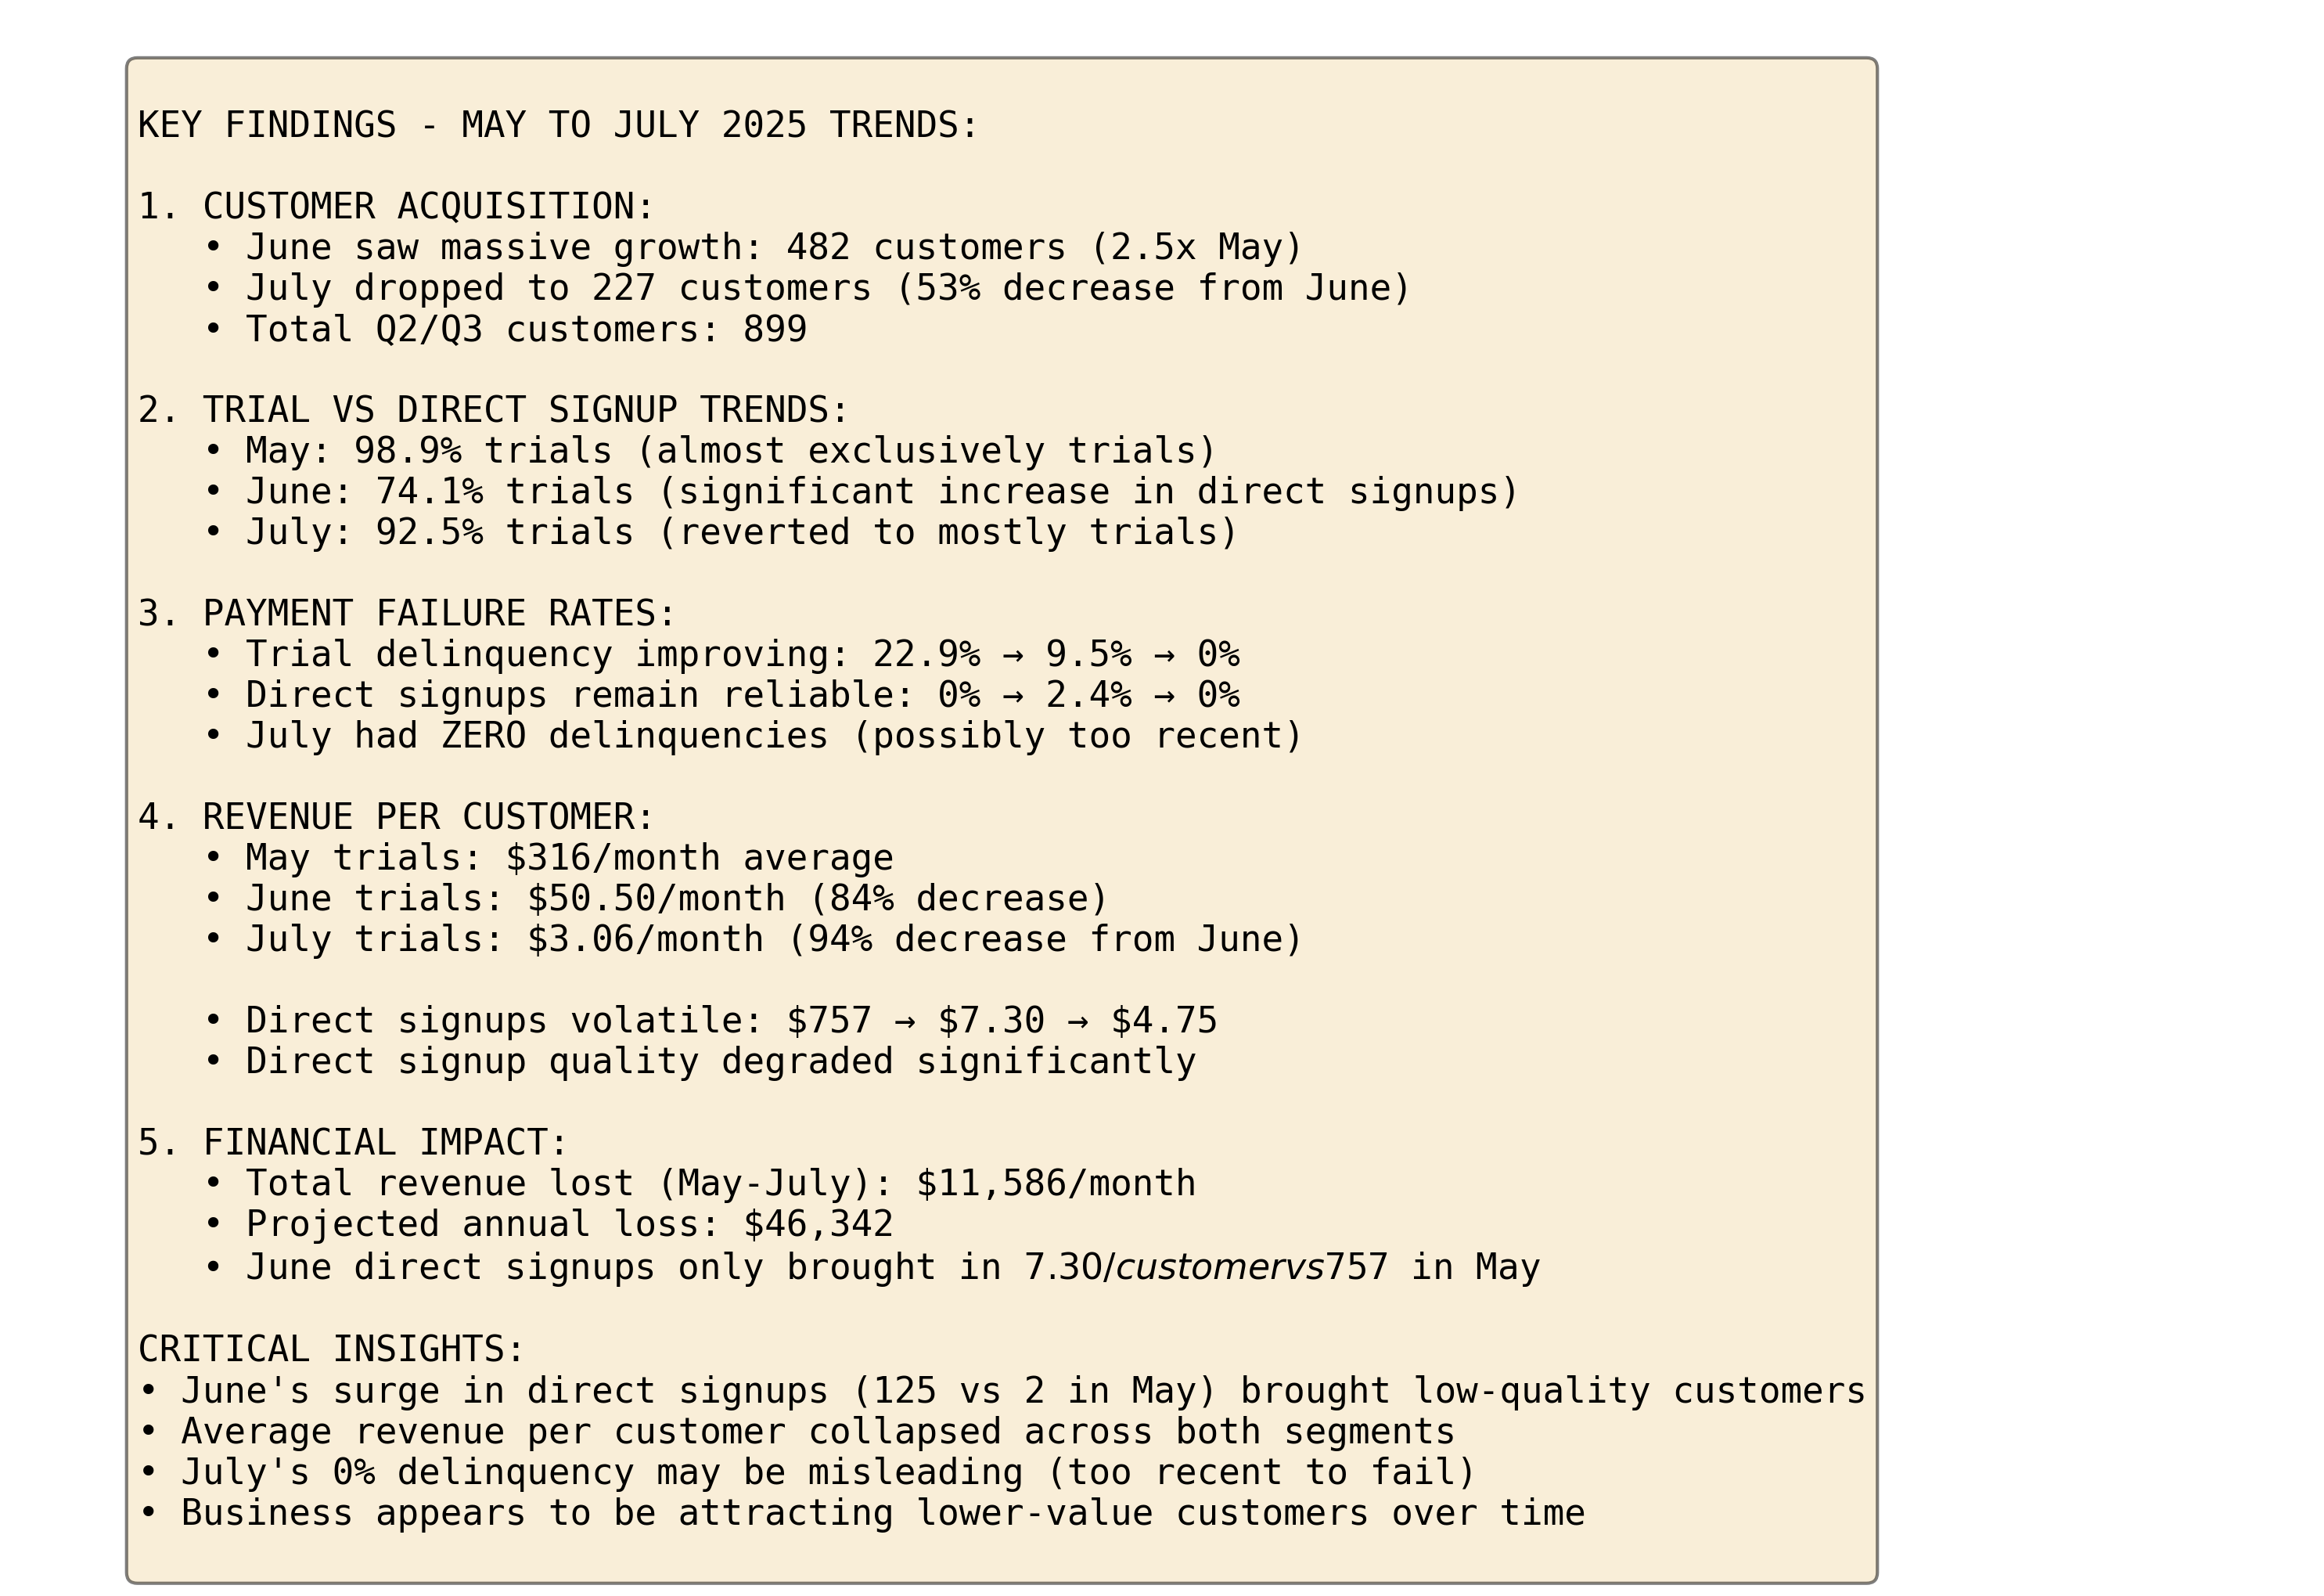 KEY FINDINGS - MAY TO JULY 2025 TRENDS:
1. CUSTOMER ACQUISITION:
• June saw massive growth: 482 customers (2.5x May)
• July dropped to 227 customers (53% decrease from June)
• Total Q2/Q3 customers: 899
2. TRIAL VS DIRECT SIGNUP TRENDS:
• May: 98.9% trials (almost exclusively trials)
• June: 74.1% trials (significant increase in direct signups)
• July: 92.5% trials (reverted to mostly trials)
3. PAYMENT FAILURE RATES:
• Trial delinquency improving: 22.9% → 9.5% → 0%
• Direct signups remain reliable: 0% → 2.4% → 0%
• July had ZERO delinquencies (possibly too recent)
4. REVENUE PER CUSTOMER:
• May trials: $316/month average
• June trials: $50.50/month (84% decrease)
• July trials: $3.06/month (94% decrease from June)
• Direct signups volatile: $757 → $7.30 → $4.75
• Direct signup quality degraded significantly
5. FINANCIAL IMPACT:
• Total revenue lost (May-July): $11,586/month
• Projected annual loss: $46,342
• June direct signups only brought in 7.30/customervs757 in May
CRITICAL INSIGHTS:
• June's surge in direct signups (125 vs 2 in May) brought low-quality customers
• Average revenue per customer collapsed across both segments
• July's 0% delinquency may be misleading (too recent to fail)
• Business appears to be attracting lower-value customers over time